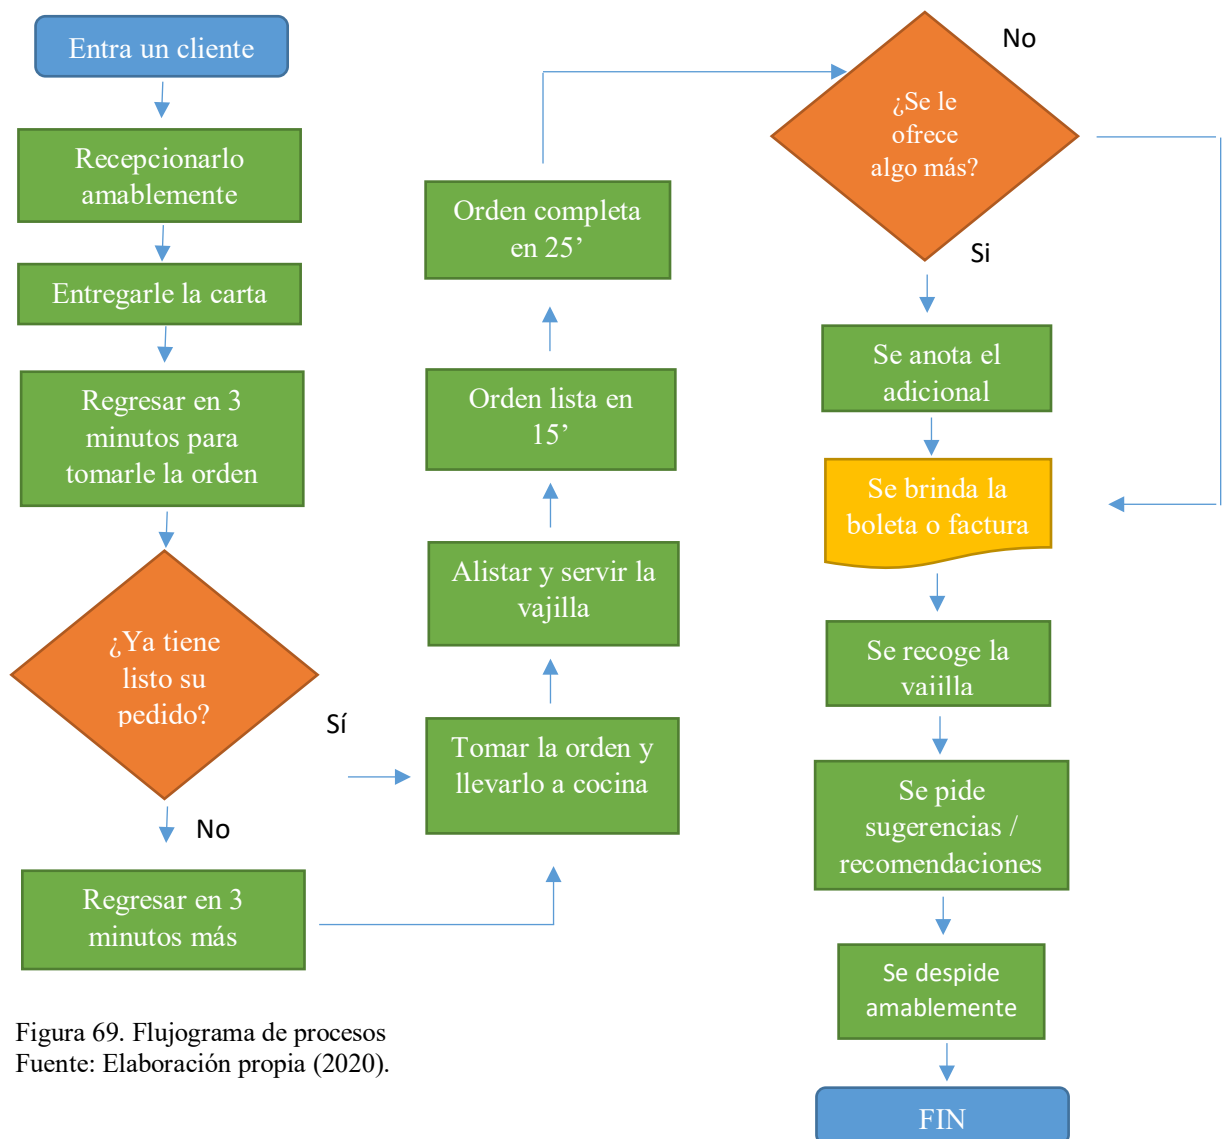 Entra un cliente
Recepcionarlo
amablemente
Entregarle la carta
Regresar en 3
minutos para
tomarle la orden
¿Ya tiene
listo su
pedido?
Sí
No
Regresar en 3
minutos más
Tomar la orden y
llevarlo a cocina
Alistar y servir la
vajilla
Orden lista en
15’
Orden completa
en 25’
¿Se le
ofrece
algo más?
No
Si
Se anota el
adicional
Se brinda la
boleta o factura
Se recoge la
vajilla
Se pide
sugerencias /
recomendaciones
Se despide
amablemente
FIN
Figura 69. Flujograma de procesos
Fuente: Elaboración propia (2020).